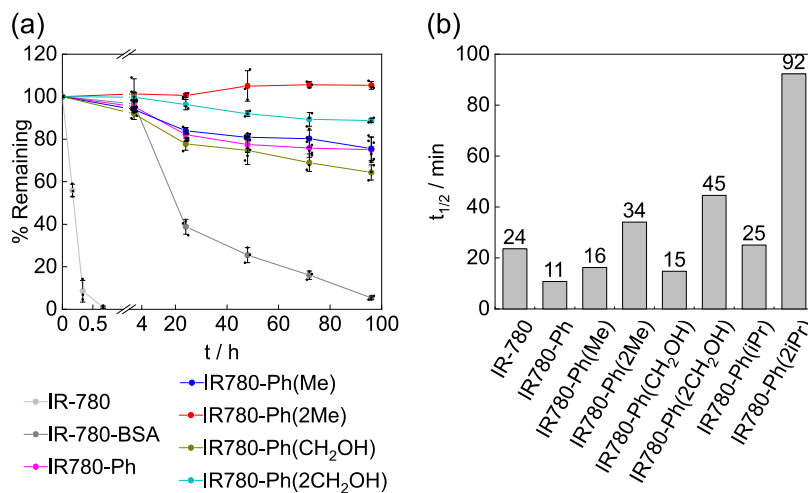 (a)
% Remaining
120
100
80
60
40
20
0
0 0.5 4 20 40 60 80 100
t / h
IR-780
IR-780-BSA
IR780-Ph
IR780-Ph(Me)
IR780-Ph(2Me)
IR780-Ph(CH₂OH)
IR780-Ph(2CH₂OH)
(b)
t₁/₂ / min
100
80
60
40
20
0
24 11 16 34 15 45 25 92
IR-780
IR780-Ph
IR780-Ph(Me)
IR780-Ph(2Me)
IR780-Ph(CH₂OH)
IR780-Ph(2CH₂OH)
IR780-Ph(iPr)
IR780-Ph(2iPr)